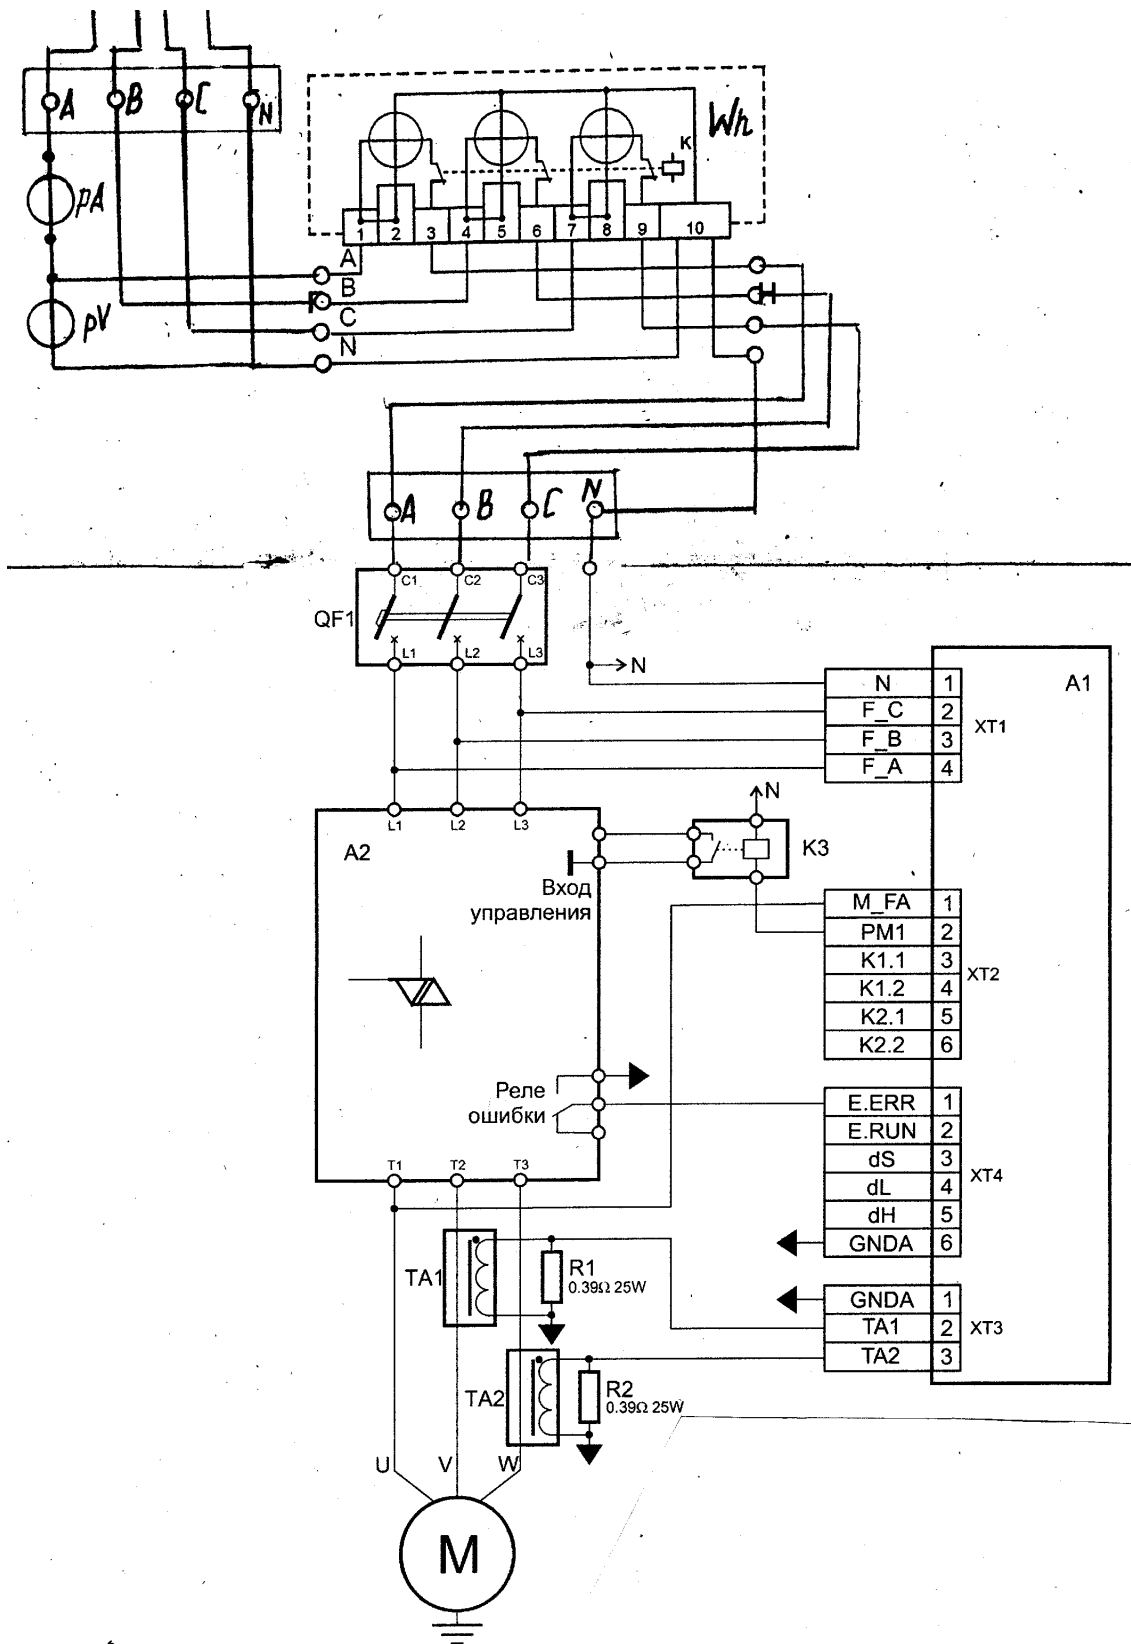 A B C N
Wh
K
pA
1 2 3 4 5 6 7 8 9 10
A
B
pV
C
N
H
A B C N
C1 C2 C3
QF1
L1 L2 L3
N
N 1
A1
F_C 2
XT1
F_B 3
F_A 4
N
L1 L2 L3
A2
K3
Вход
управления
M_FA 1
PM1 2
K1.1 3
XT2
K1.2 4
K2.1 5
K2.2 6
Реле
ошибки
E.ERR 1
E.RUN 2
dS 3
XT4
dL 4
dH 5
GNDA 6
T1 T2 T3
TA1
R1
0.39Ω 25W
GNDA 1
TA1 2
XT3
TA2 3
TA2
R2
0.39Ω 25W
U V W
M